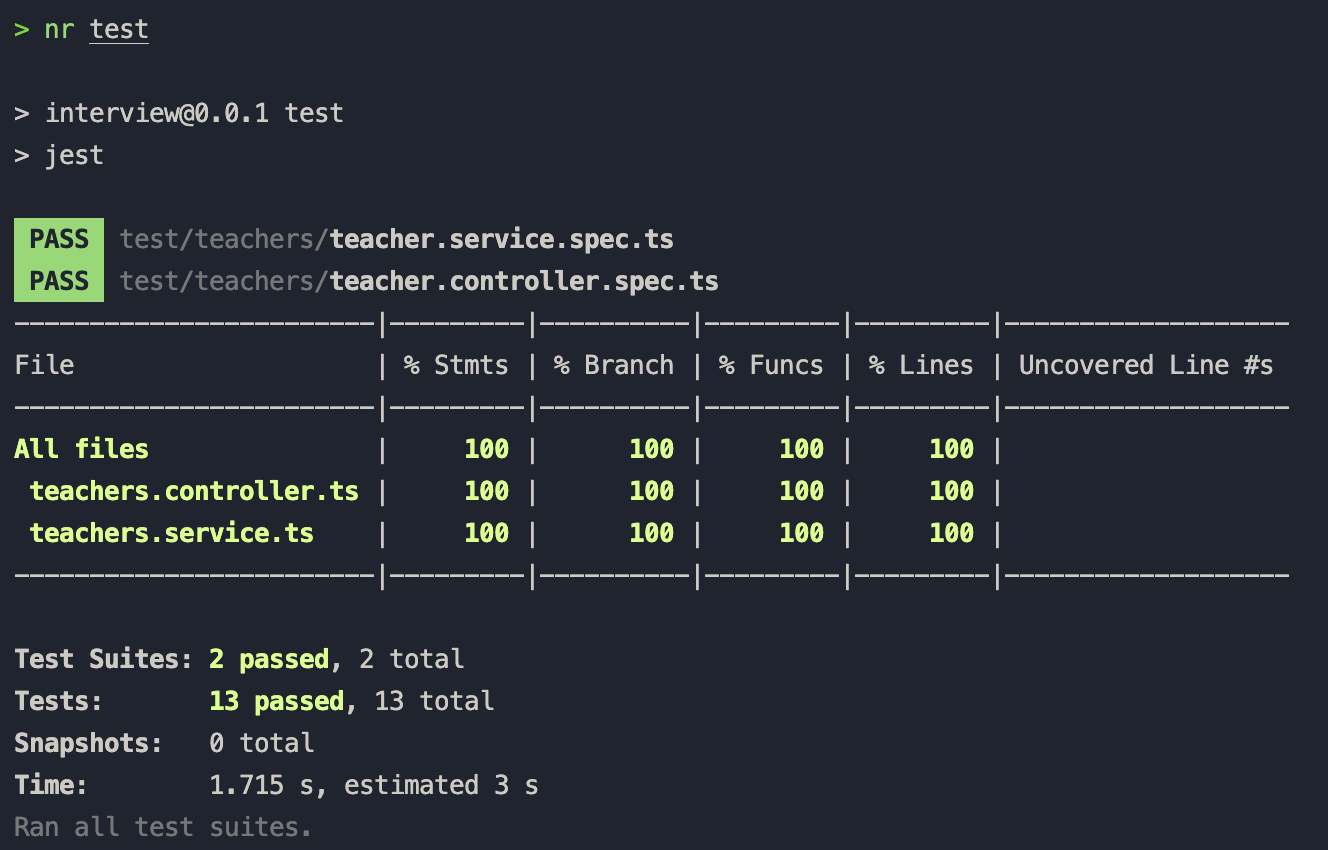 > nr test
> interview@0.0.1 test
> jest
PASS test/teachers/teacher.service.spec.ts
PASS test/teachers/teacher.controller.spec.ts
------------------------|---------|----------|---------|---------|-------------------
File                    | % Stmts | % Branch | % Funcs | % Lines | Uncovered Line #s
------------------------|---------|----------|---------|---------|-------------------
All files               |     100 |      100 |     100 |     100 |
 teachers.controller.ts |     100 |      100 |     100 |     100 |
 teachers.service.ts    |     100 |      100 |     100 |     100 |
------------------------|---------|----------|---------|---------|-------------------
Test Suites: 2 passed, 2 total
Tests:       13 passed, 13 total
Snapshots:   0 total
Time:        1.715 s, estimated 3 s
Ran all test suites.